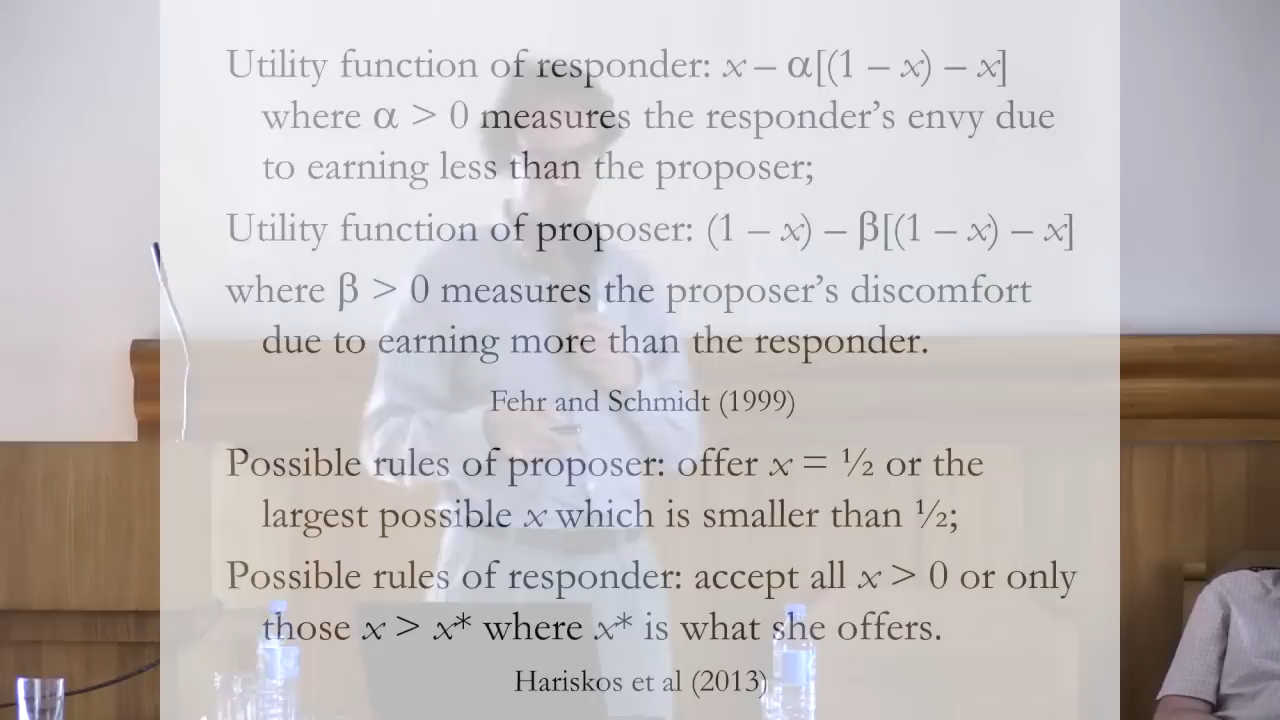 Utility function of responder: x – α[(1 – x) – x]
where α > 0 measures the responder’s envy due
to earning less than the proposer;
Utility function of proposer: (1 – x) – β[(1 – x) – x]
where β > 0 measures the proposer’s discomfort
due to earning more than the responder.
Fehr and Schmidt (1999)
Possible rules of proposer: offer x = ½ or the
largest possible x which is smaller than ½;
Possible rules of responder: accept all x > 0 or only
those x > x* where x* is what she offers.
Hariskos et al (2013)